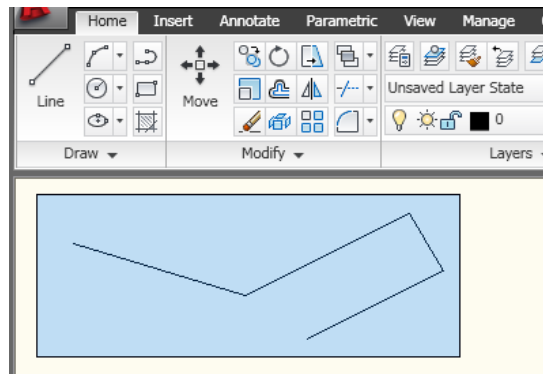 Home Insert Annotate Parametric View Manage
Line
Move
Unsaved Layer State
0
Draw Modify Layers